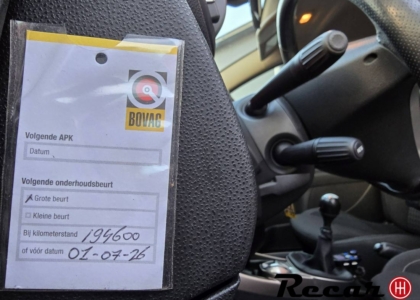 BOVAG
Volgende APK
Datum
Volgende onderhoudsbeurt
Grote beurt
Kleine beurt
Bij kilometerstand 194600
of vóór datum 01-07-26
Recar
H